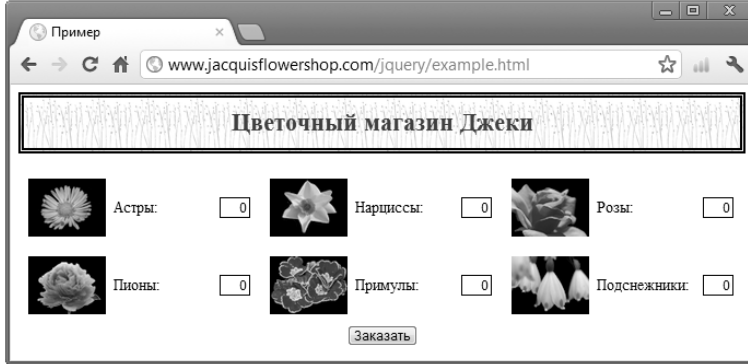 Пример
www.jacquisflowershop.com/jquery/example.html
Цветочный магазин Джеки
Астры: 0 Нарциссы: 0 Розы: 0
Пионы: 0 Примулы: 0 Подснежники: 0
Заказать